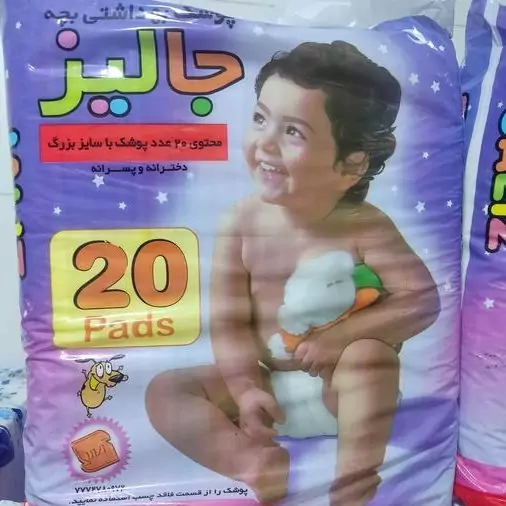 پوشک بهداشتی بچه
جالیز
محتوی ۲۰ عدد پوشک با سایز بزرگ
دخترانه و پسرانه
20
Pads
پوشک را از قسمت فاقد چسب استفاده نمایید.